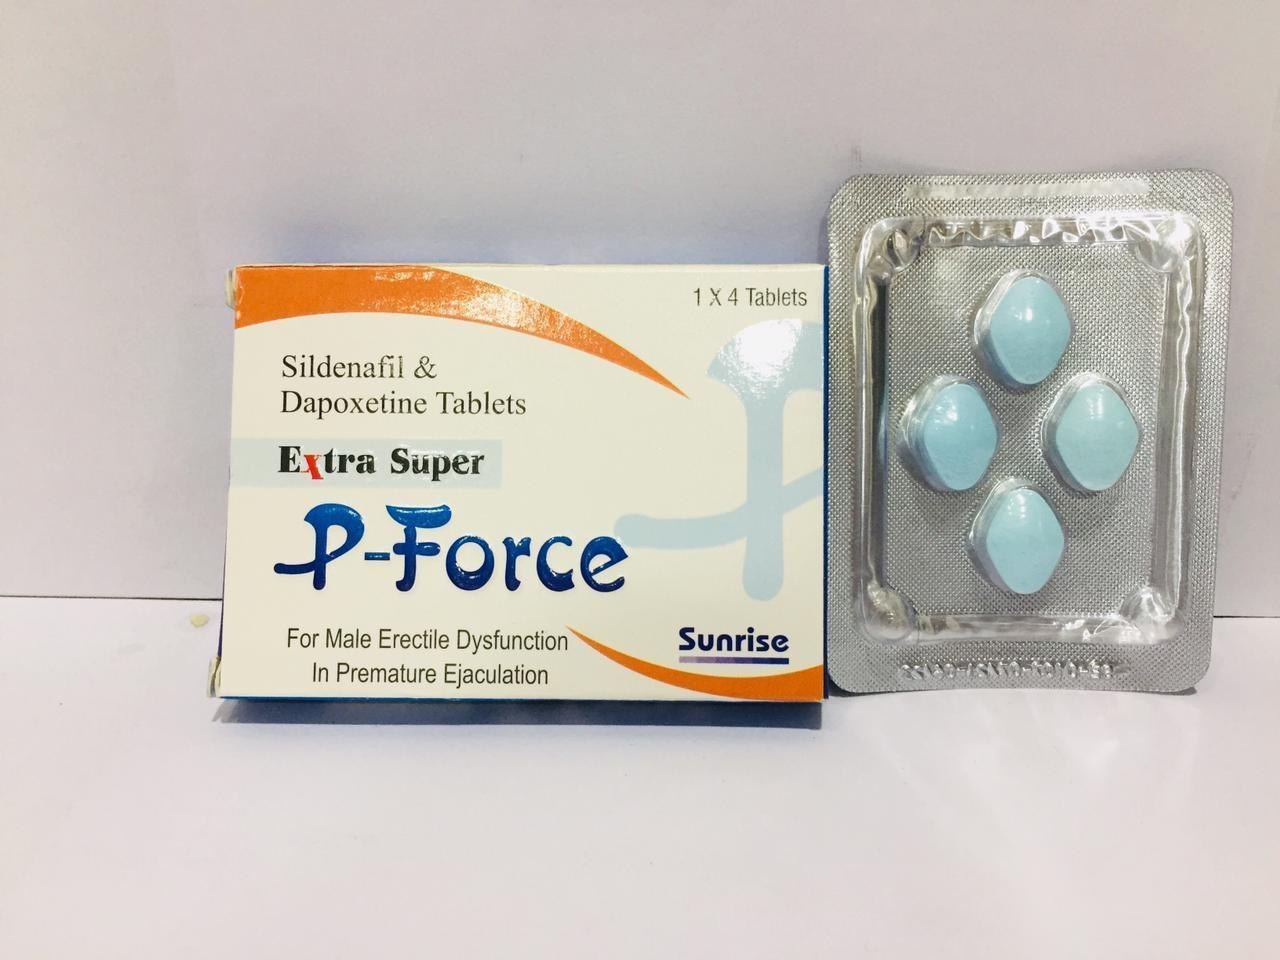 1 X 4 Tablets
Sildenafil &
Dapoxetine Tablets
Extra Super
P-Force
For Male Erectile Dysfunction
In Premature Ejaculation
Sunrise